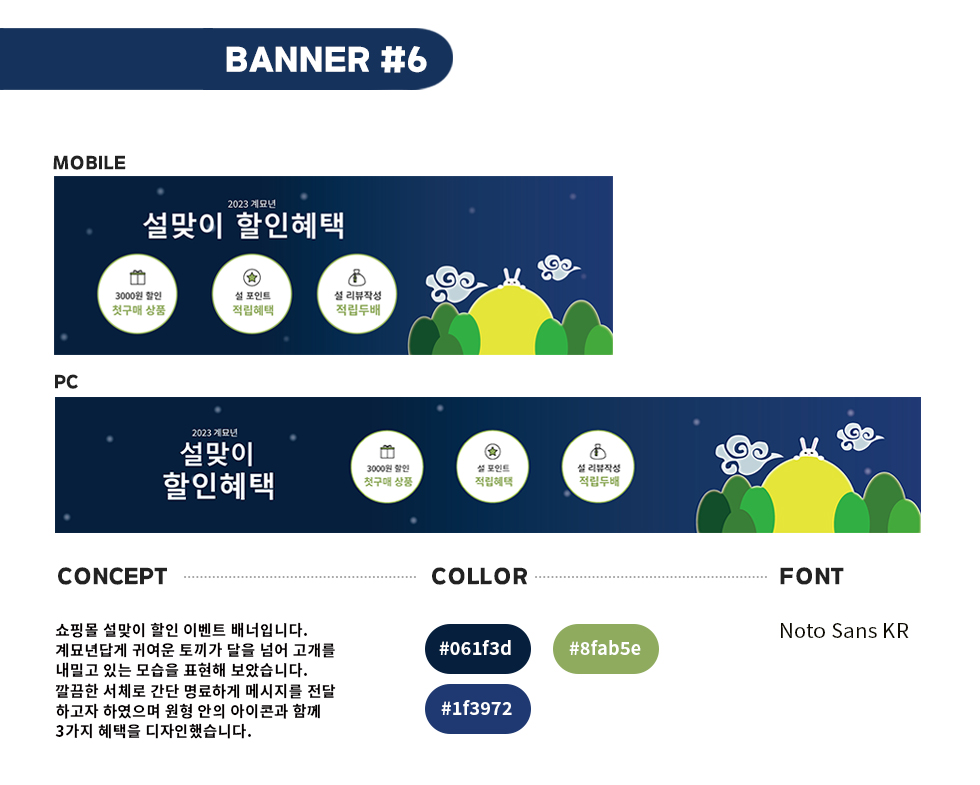 BANNER #6
MOBILE
2023 계묘년
설맞이 할인혜택
3000원 할인
첫구매 상품
설 포인트
적립혜택
설 리뷰작성
적립두배
PC
2023 계묘년
설맞이
할인혜택
3000원 할인
첫구매 상품
설 포인트
적립혜택
설 리뷰작성
적립두배
CONCEPT
쇼핑몰 설맞이 할인 이벤트 배너입니다.
계묘년답게 귀여운 토끼가 달을 넘어 고개를
내밀고 있는 모습을 표현해 보았습니다.
깔끔한 서체로 간단 명료하게 메시지를 전달
하고자 하였으며 원형 안의 아이콘과 함께
3가지 혜택을 디자인했습니다.
COLLOR
#061f3d
#8fab5e
#1f3972
FONT
Noto Sans KR